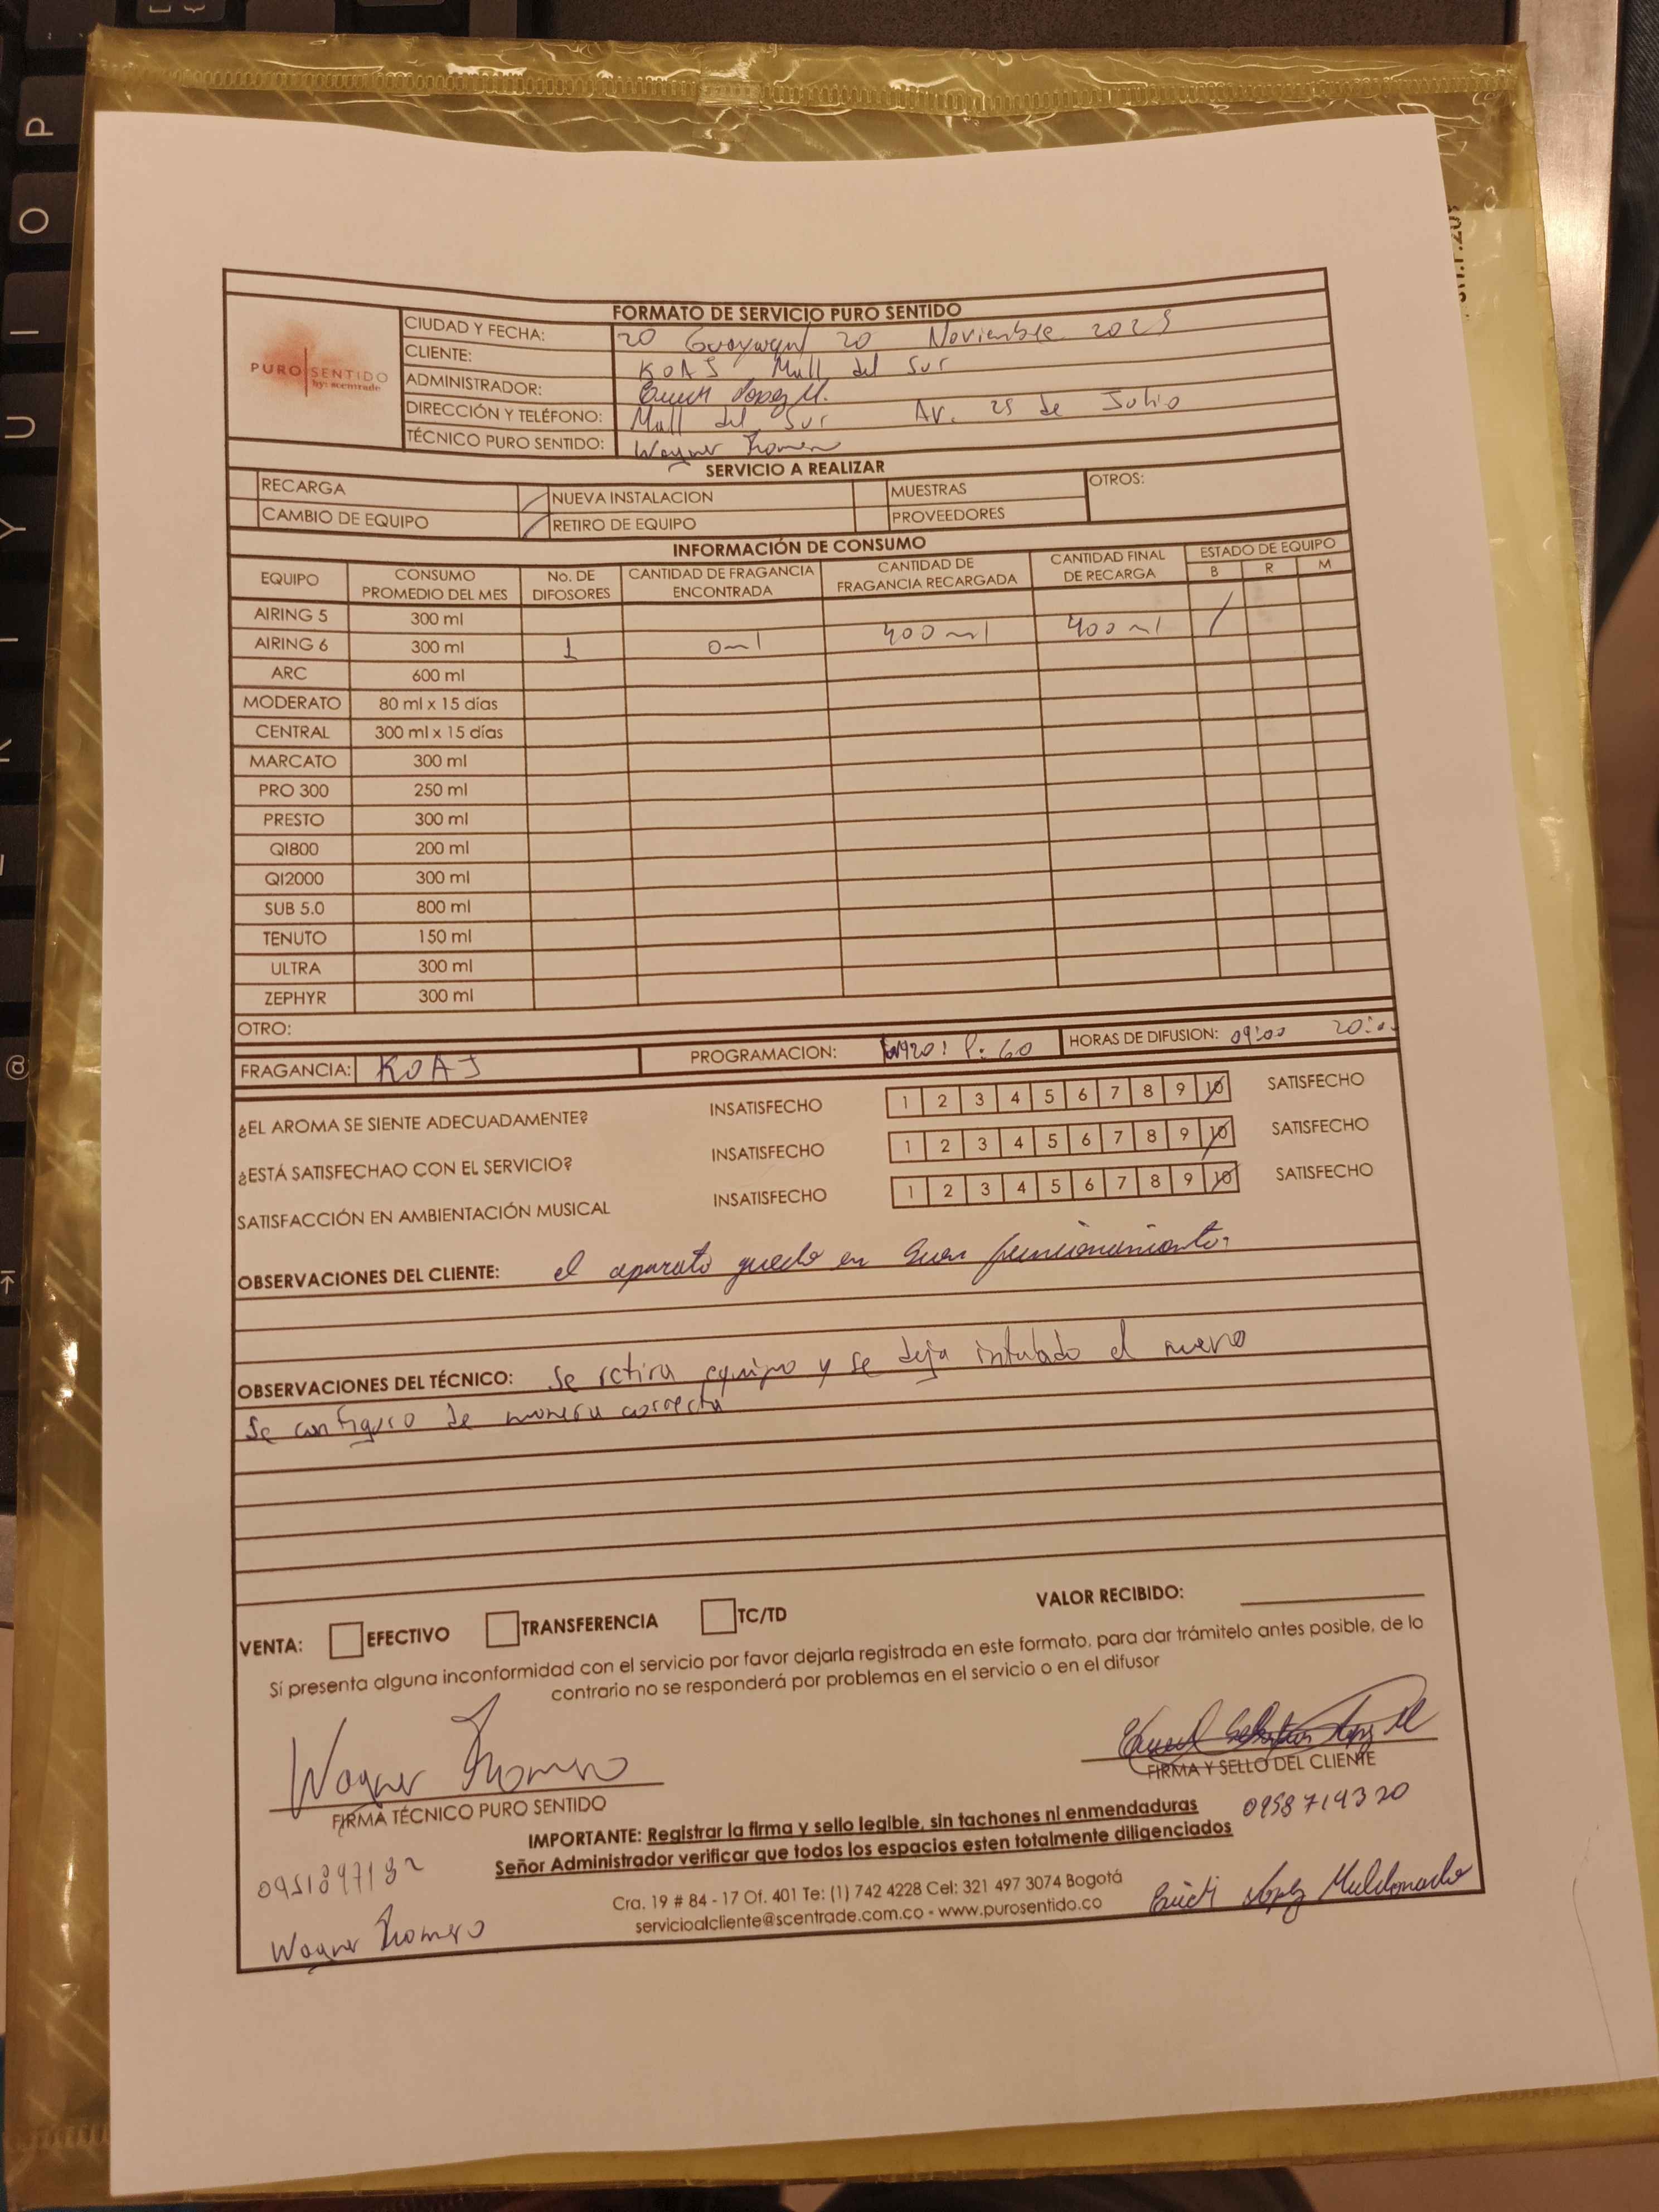 FORMATO DE SERVICIO PURO SENTIDO
PURO SENTIDO
by: scentrade
CIUDAD Y FECHA: 20 Guayaquil 20 Noviembre 2025
CLIENTE: KOAJ Mall del Sur
ADMINISTRADOR: López M.
DIRECCIÓN Y TELÉFONO: Mall del Sur Av. 25 de Julio
TÉCNICO PURO SENTIDO: Wagner Romero
SERVICIO A REALIZAR
RECARGA / NUEVA INSTALACION MUESTRAS OTROS:
CAMBIO DE EQUIPO / RETIRO DE EQUIPO PROVEEDORES
INFORMACIÓN DE CONSUMO
EQUIPO CONSUMO PROMEDIO DEL MES No. DE DIFOSORES CANTIDAD DE FRAGANCIA ENCONTRADA CANTIDAD DE FRAGANCIA RECARGADA CANTIDAD FINAL DE RECARGA ESTADO DE EQUIPO
B R M
AIRING 5 300 ml
AIRING 6 300 ml 1 0ml 400 ml 400 ml /
ARC 600 ml
MODERATO 80 ml x 15 días
CENTRAL 300 ml x 15 días
MARCATO 300 ml
PRO 300 250 ml
PRESTO 300 ml
QI800 200 ml
QI2000 300 ml
SUB 5.0 800 ml
TENUTO 150 ml
ULTRA 300 ml
ZEPHYR 300 ml
OTRO:
FRAGANCIA: KOAJ PROGRAMACION: P: 60 HORAS DE DIFUSION: 09:00 20:0
¿EL AROMA SE SIENTE ADECUADAMENTE? INSATISFECHO 1 2 3 4 5 6 7 8 9 10 SATISFECHO
¿ESTÁ SATISFECHAO CON EL SERVICIO? INSATISFECHO 1 2 3 4 5 6 7 8 9 10 SATISFECHO
SATISFACCIÓN EN AMBIENTACIÓN MUSICAL INSATISFECHO 1 2 3 4 5 6 7 8 9 10 SATISFECHO
OBSERVACIONES DEL CLIENTE: el aparato quedo en buen funcionamiento.
OBSERVACIONES DEL TÉCNICO: Se retira equipo y se deja intalado el nuevo
Se configuro de manera correcta
VENTA: EFECTIVO TRANSFERENCIA TC/TD VALOR RECIBIDO:
Sí presenta alguna inconformidad con el servicio por favor dejarla registrada en este formato, para dar trámitelo antes posible, de lo
contrario no se responderá por problemas en el servicio o en el difusor
Wagner Romero
FIRMA TÉCNICO PURO SENTIDO
FIRMA Y SELLO DEL CLIENTE
0958714320
IMPORTANTE: Registrar la firma y sello legible, sin tachones ni enmendaduras
Señor Administrador verificar que todos los espacios esten totalmente diligenciados
Cra. 19 # 84 - 17 Of. 401 Te: (1) 742 4228 Cel: 321 497 3074 Bogotá
servicioalcliente@scentrade.com.co - www.purosentido.co
Wagner Romero
López Maldonado
P
O
I
U
Y
@